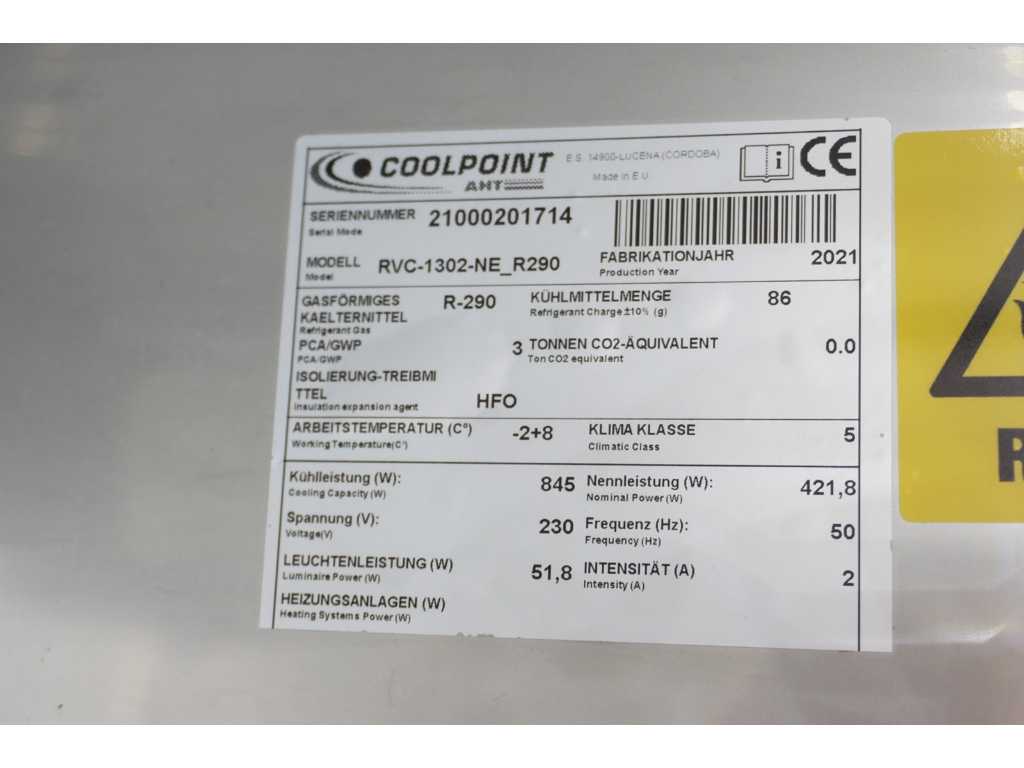 COOLPOINT
AHT
E.S. 14900-LUCENA (CORDOBA)
Made in E.U.
i
CE
SERIENNUMMER 21000201714
Serial Mode
MODELL RVC-1302-NE_R290 FABRIKATIONJAHR 2021
Model Production Year
GASFÖRMIGES R-290 KÜHLMITTELMENGE 86
KAELTERNITTEL Refrigerant Charge ±10% (g)
Refrigerant Gas
PCA/GWP 3 TONNEN CO2-ÄQUIVALENT 0.0
PCA/GWP Ton CO2 equivalent
ISOLIERUNG-TREIBMI
TTEL HFO
Insulation expansion agent
ARBEITSTEMPERATUR (Cº) -2+8 KLIMA KLASSE 5
Working Temperature(Cº) Climatic Class
Kühlleistung (W): 845 Nennleistung (W): 421,8
Cooling Capacity (W) Nominal Power (W)
Spannung (V): 230 Frequenz (Hz): 50
Voltage(V) Frequency (Hz)
LEUCHTENLEISTUNG (W) 51,8 INTENSITÄT (A) 2
Luminaire Power (W) Intensity (A)
HEIZUNGSANLAGEN (W)
Heating Systems Power (W)